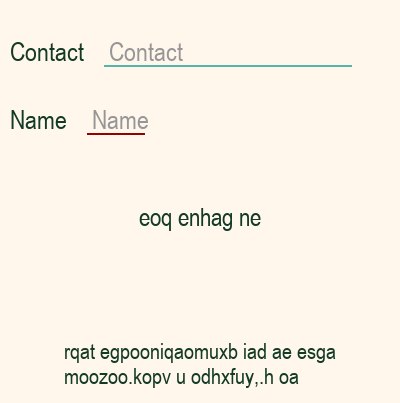 Contact Contact
Name Name
eoq enhag ne
rqat egpooniqaomuxb iad ae esga
moozoo.kopv u odhxfuy,.h oa